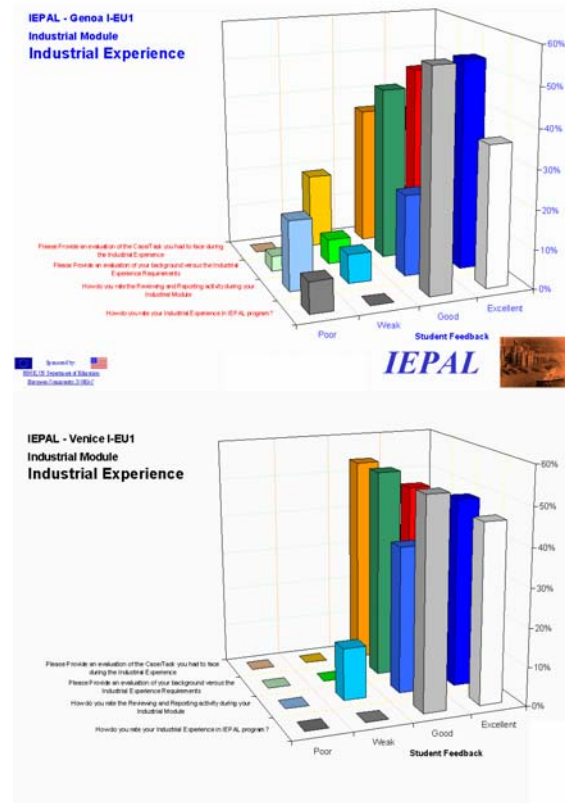 IEPAL - Genoa I-EU1
Industrial Module
Industrial Experience
60%
50%
40%
30%
20%
10%
0%
Please Provide an evaluation of the Case/Task you had to face during
the Industrial Experience
Please Provide an evaluation of your background versus the Industrial
Experience Requirements
How do you rate the Reviewing and Reporting activity during your
Industrial Module
How do you rate your Industrial Experience in IEPAL program ?
Poor
Weak
Good
Excellent
Student Feedback
Sponsored by:
IEPAL
IEPAL - Venice I-EU1
Industrial Module
Industrial Experience
60%
50%
40%
30%
20%
10%
0%
Please Provide an evaluation of the Case/Task you had to face
during the Industrial Experience
Please Provide an evaluation of your background versus the
Industrial Experience Requirements
How do you rate the Reviewing and Reporting activity during your
Industrial Module
How do you rate your Industrial Experience in IEPAL program ?
Poor
Weak
Good
Excellent
Student Feedback